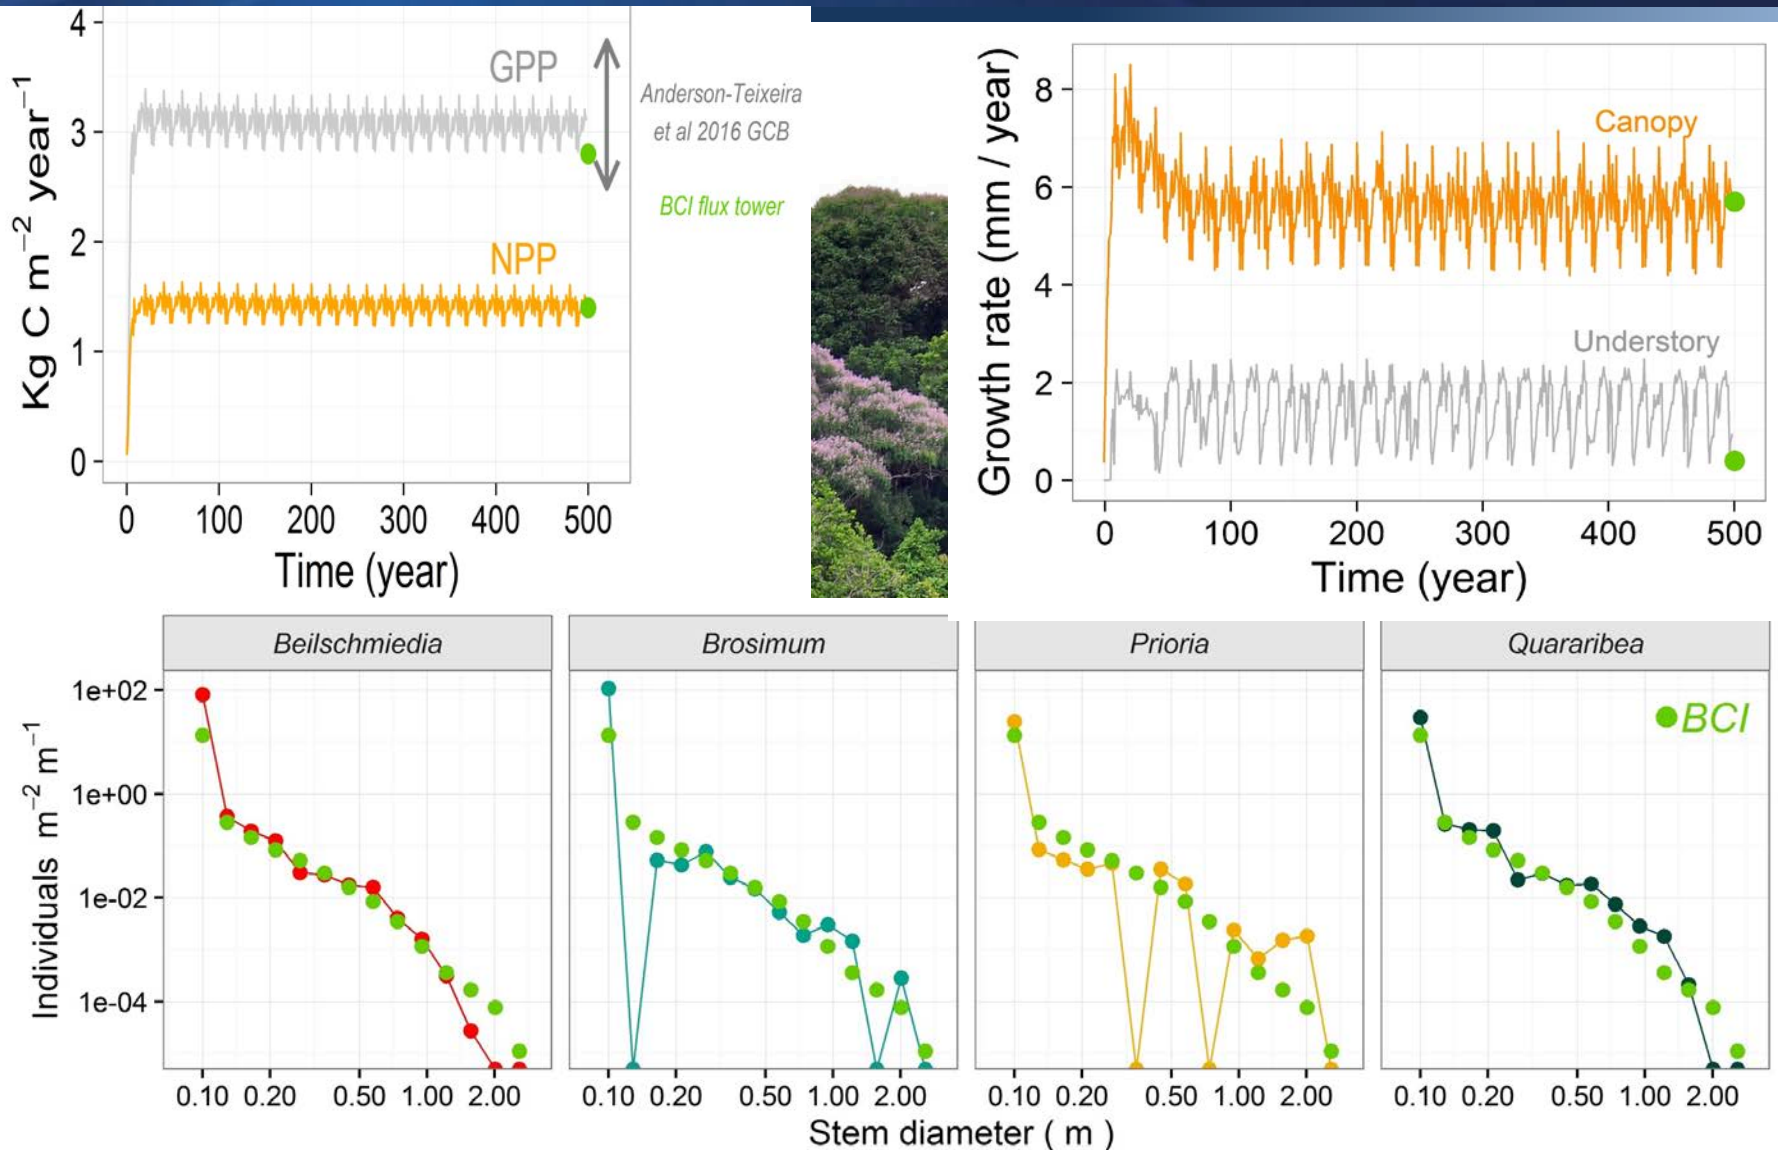 Kg C m⁻² year⁻¹
4
3
2
1
0
GPP
NPP
0 100 200 300 400 500
Time (year)
Anderson-Teixeira
et al 2016 GCB
BCI flux tower
Growth rate (mm / year)
8
6
4
2
0
Canopy
Understory
0 100 200 300 400 500
Time (year)
Individuals m⁻² m⁻¹
1e+02
1e+00
1e-02
1e-04
Beilschmiedia
Brosimum
Prioria
Quararibea
BCI
0.10 0.20 0.50 1.00 2.00
0.10 0.20 0.50 1.00 2.00
0.10 0.20 0.50 1.00 2.00
0.10 0.20 0.50 1.00 2.00
Stem diameter ( m )